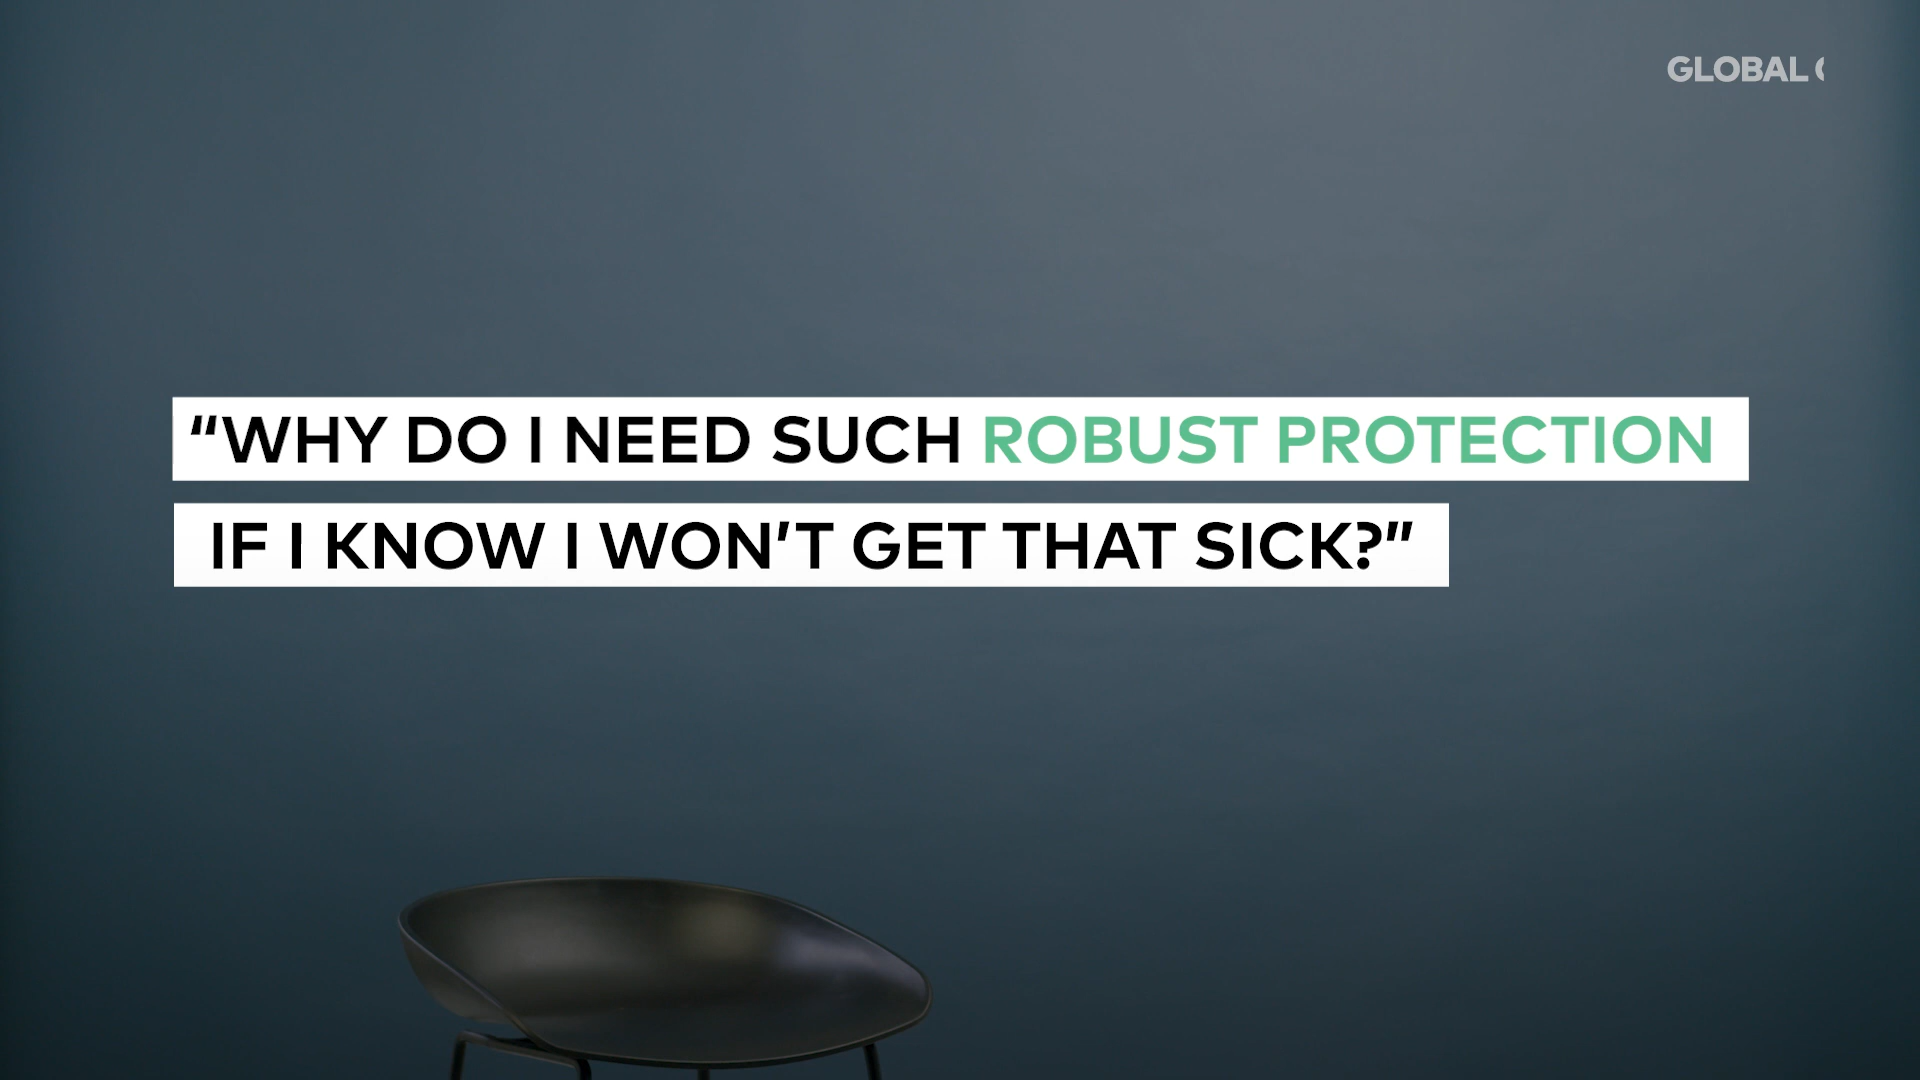 GLOBAL
“WHY DO I NEED SUCH ROBUST PROTECTION
IF I KNOW I WON’T GET THAT SICK?”